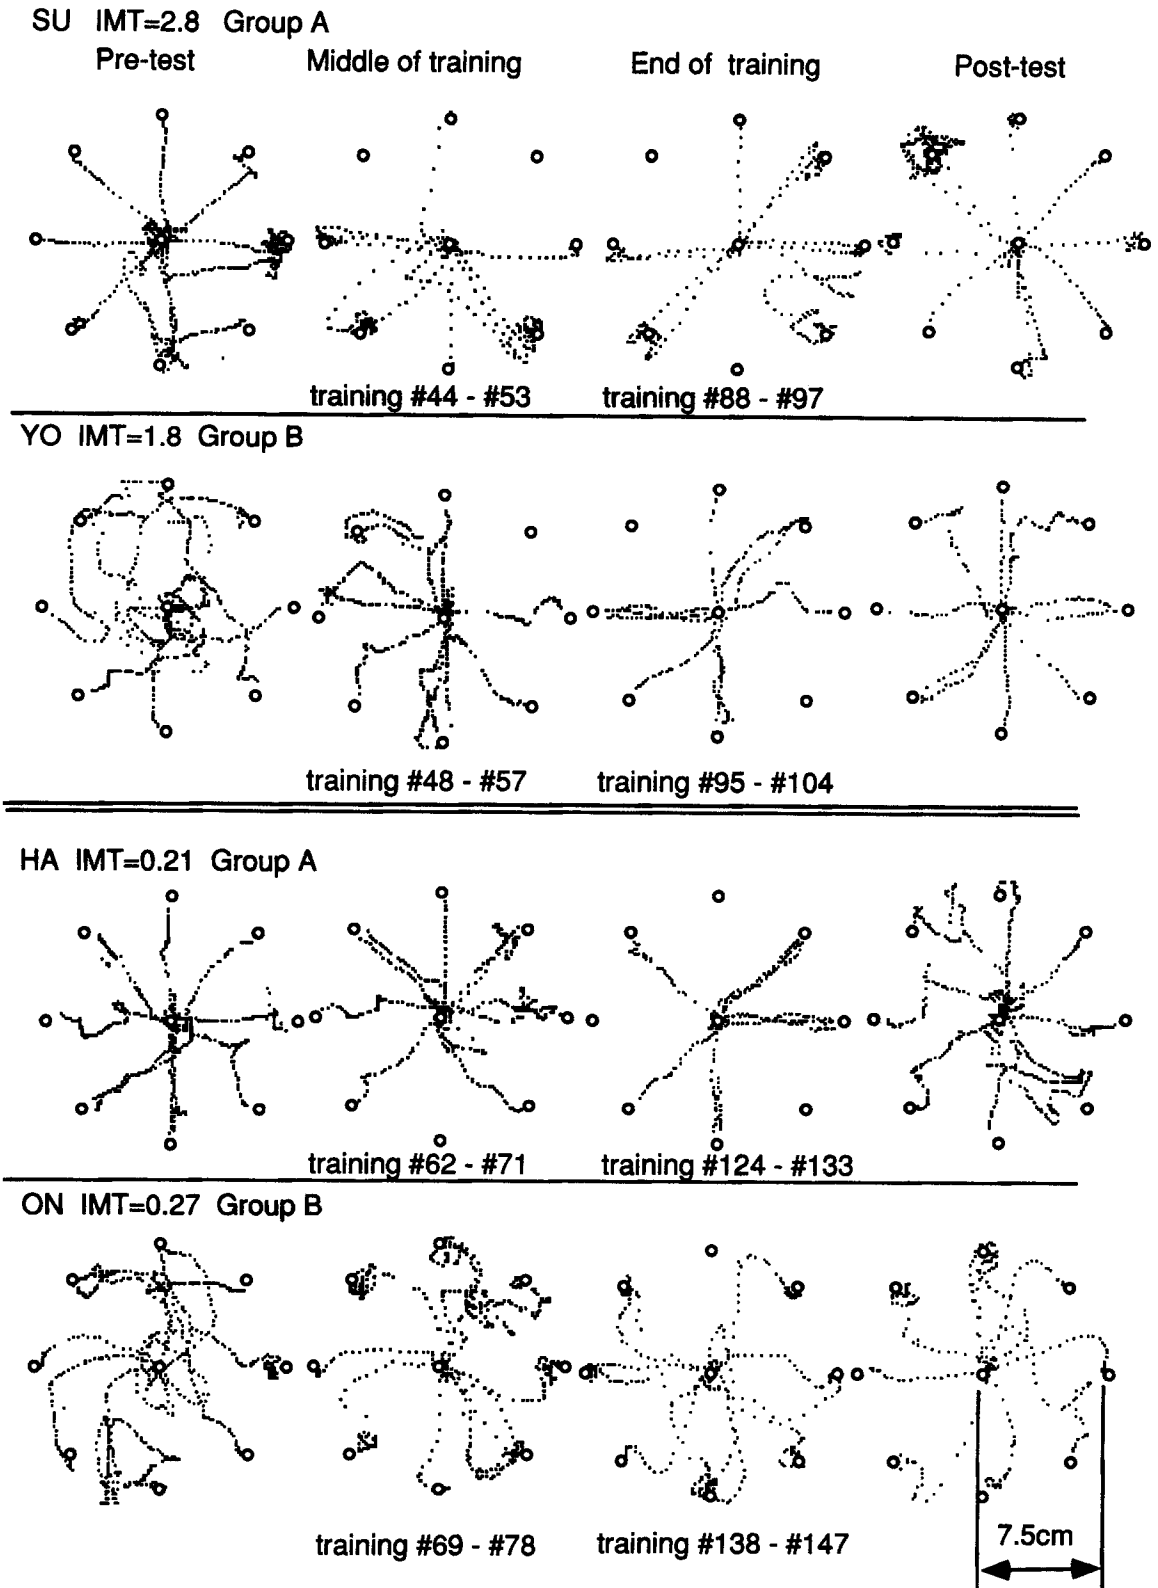 SU IMT=2.8 Group A
Pre-test Middle of training End of training Post-test
training #44 - #53 training #88 - #97
YO IMT=1.8 Group B
training #48 - #57 training #95 - #104
HA IMT=0.21 Group A
training #62 - #71 training #124 - #133
ON IMT=0.27 Group B
7.5cm
training #69 - #78 training #138 - #147